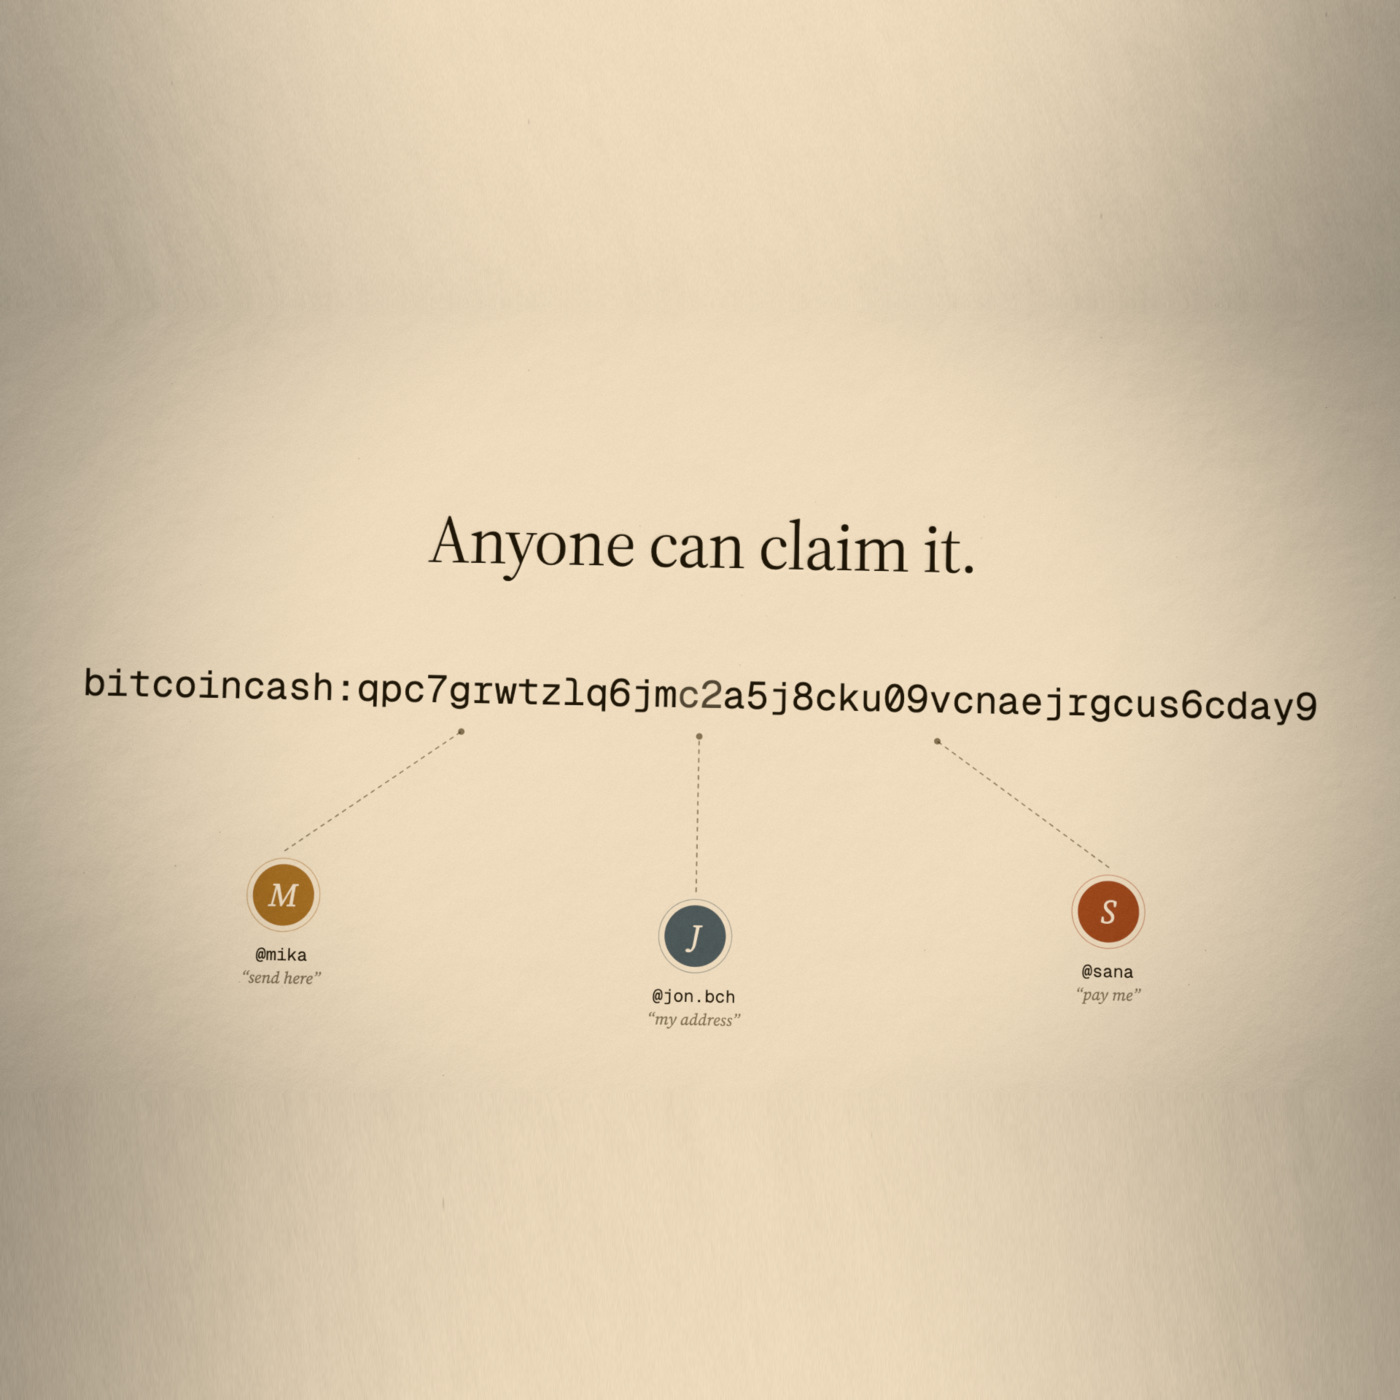 Anyone can claim it.
bitcoincash:qpc7grwtzlq6jmc2a5j8cku09vcnaejrgcus6cday9
M
@mika
“send here”
J
@jon.bch
“my address”
S
@sana
“pay me”